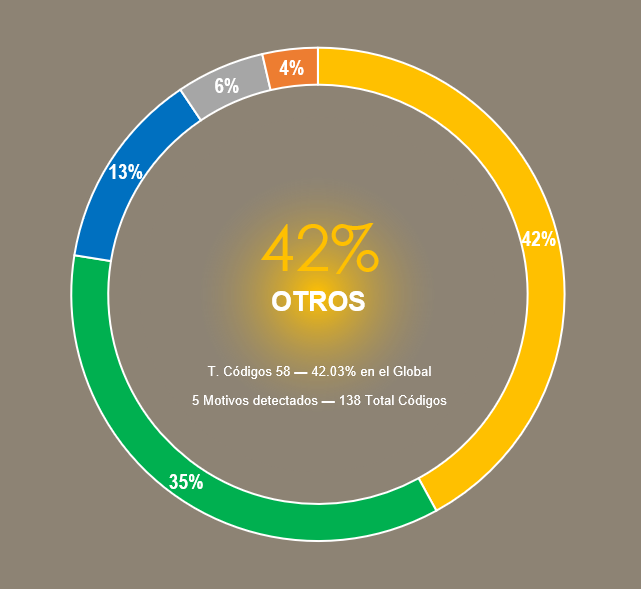 4%
6%
13%
42%
OTROS
42%
T. Códigos 58 — 42.03% en el Global
5 Motivos detectados — 138 Total Códigos
35%